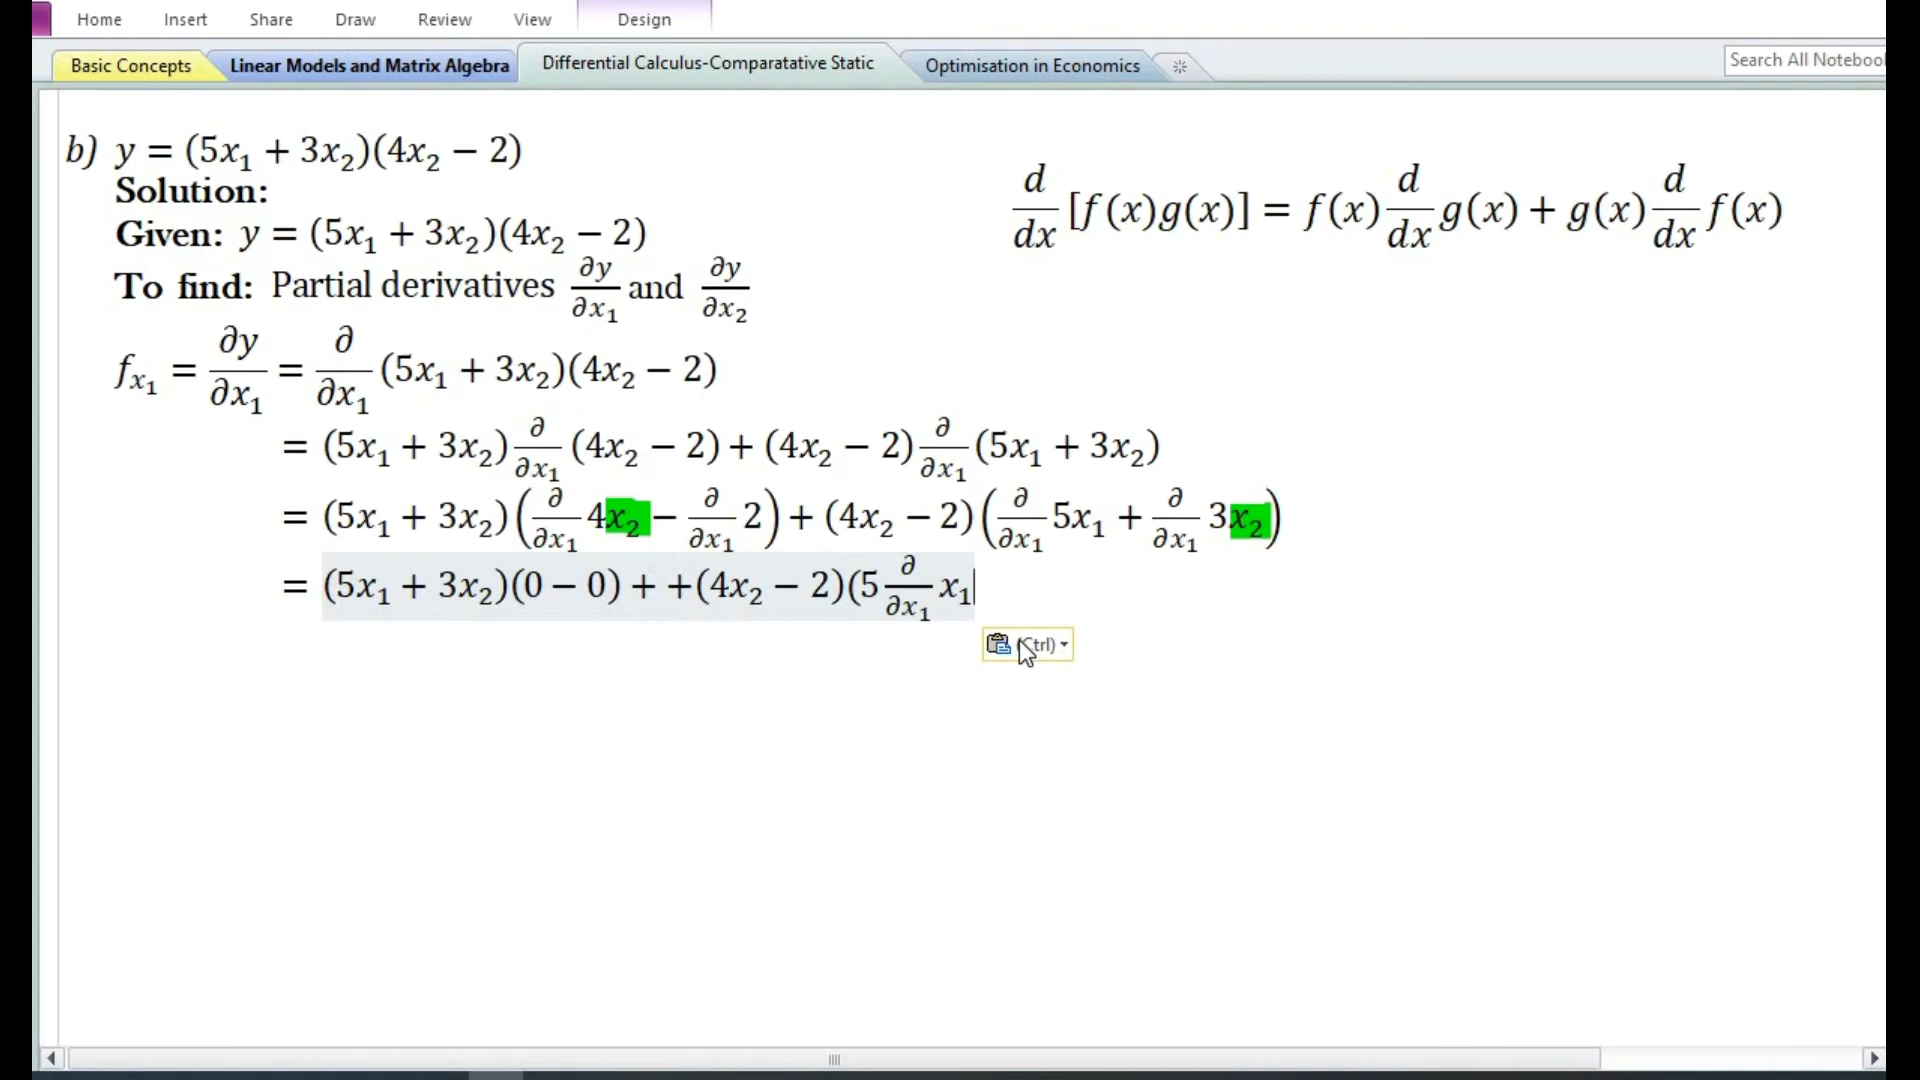 Home Insert Share Draw Review View Design
Basic Concepts Linear Models and Matrix Algebra Differential Calculus-Comparatative Static Optimisation in Economics Search All Noteboo
b) y = (5x₁ + 3x₂)(4x₂ − 2)
Solution:
Given: y = (5x₁ + 3x₂)(4x₂ − 2)
d/dx [f(x)g(x)] = f(x) d/dx g(x) + g(x) d/dx f(x)
To find: Partial derivatives ∂y/∂x₁ and ∂y/∂x₂
f_x₁ = ∂y/∂x₁ = ∂/∂x₁ (5x₁ + 3x₂)(4x₂ − 2)
= (5x₁ + 3x₂) ∂/∂x₁ (4x₂ − 2) + (4x₂ − 2) ∂/∂x₁ (5x₁ + 3x₂)
= (5x₁ + 3x₂)(∂/∂x₁ 4x₂ − ∂/∂x₁ 2) + (4x₂ − 2)(∂/∂x₁ 5x₁ + ∂/∂x₁ 3x₂)
= (5x₁ + 3x₂)(0 − 0) + +(4x₂ − 2)(5 ∂/∂x₁ x₁
(Ctrl)